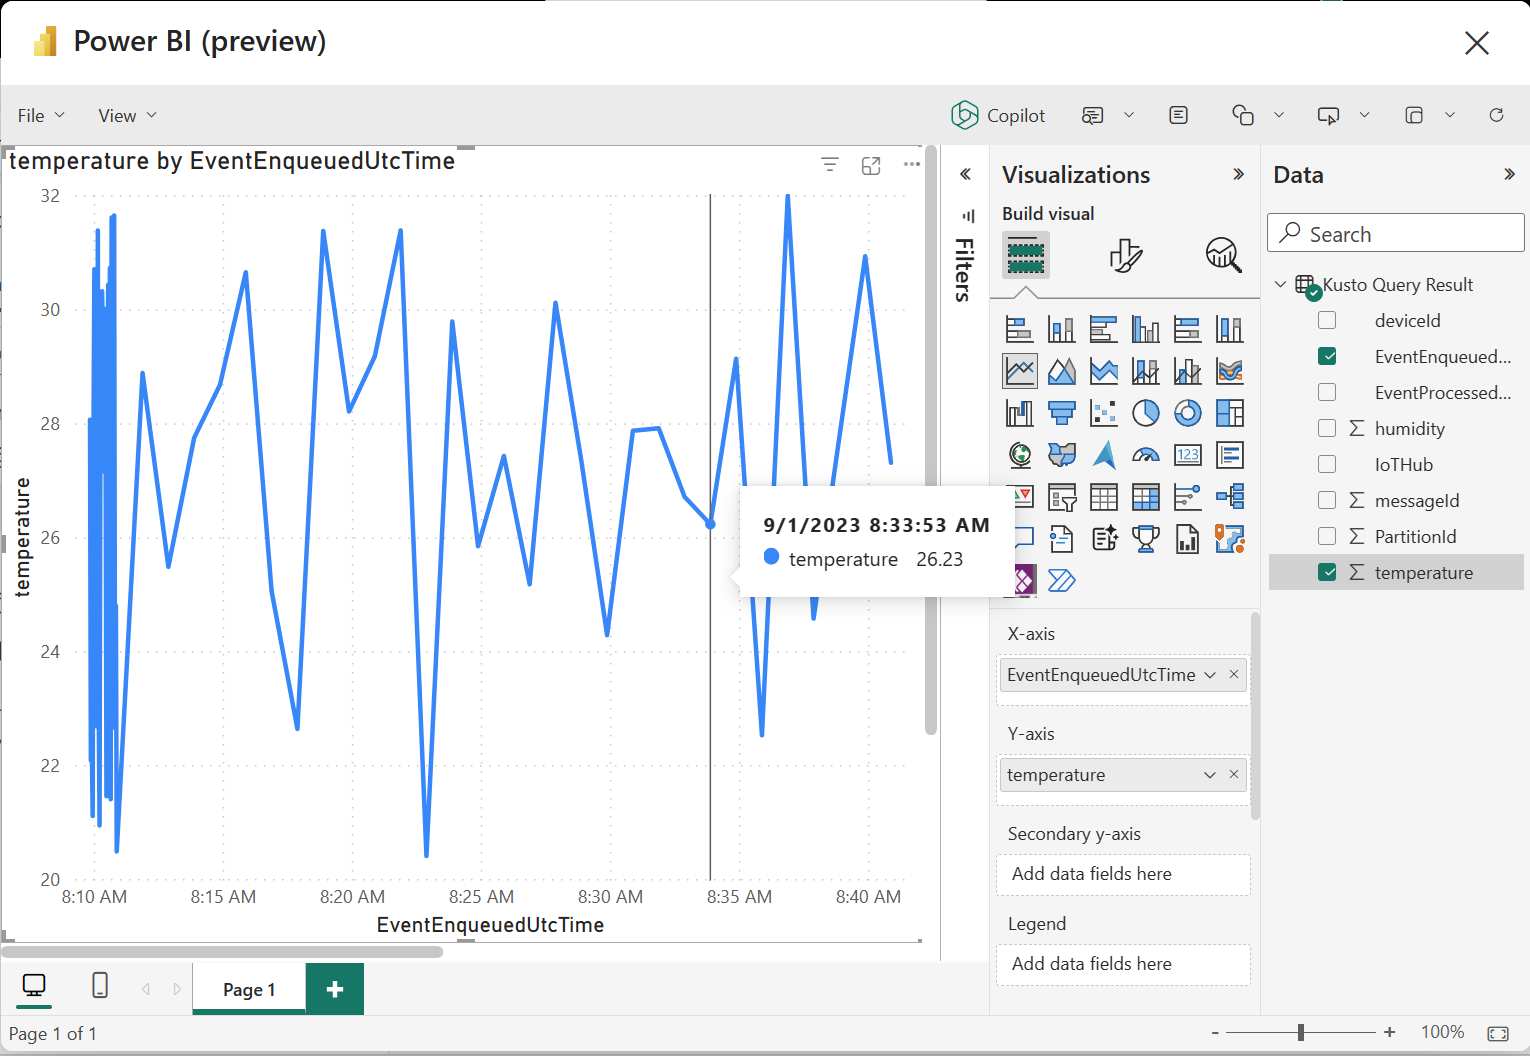 Power BI (preview)
File
View
Copilot
temperature by EventEnqueuedUtcTime
32
30
28
26
24
22
20
temperature
8:10 AM
8:15 AM
8:20 AM
8:25 AM
8:30 AM
8:35 AM
8:40 AM
EventEnqueuedUtcTime
9/1/2023 8:33:53 AM
temperature 26.23
Filters
Visualizations
Build visual
123
X-axis
EventEnqueuedUtcTime
Y-axis
temperature
Secondary y-axis
Add data fields here
Legend
Add data fields here
Data
Search
Kusto Query Result
deviceId
EventEnqueued...
EventProcessed...
humidity
IoTHub
messageId
PartitionId
temperature
Page 1
Page 1 of 1
- + 100%